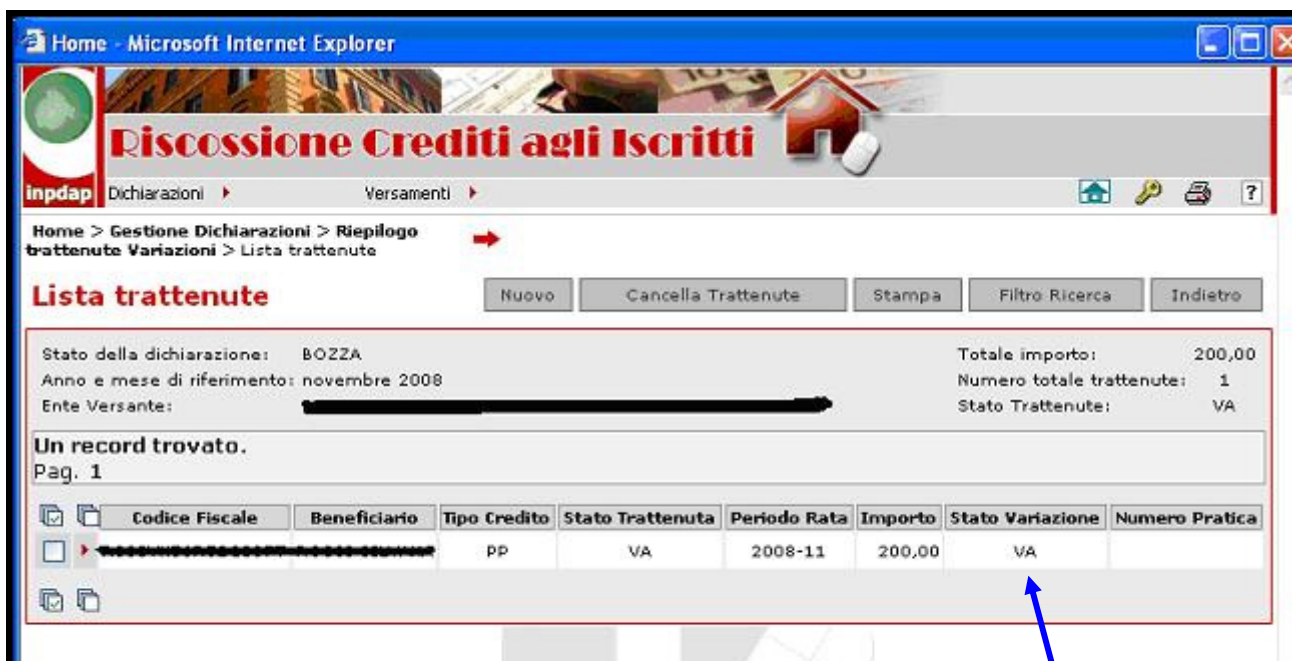 Home - Microsoft Internet Explorer
Riscossione Crediti agli Iscritti
inpdap Dichiarazioni Versamenti ?
Home > Gestione Dichiarazioni > Riepilogo
trattenute Variazioni > Lista trattenute
Lista trattenute Nuovo Cancella Trattenute Stampa Filtro Ricerca Indietro
Stato della dichiarazione: BOZZA Totale importo: 200,00
Anno e mese di riferimento: novembre 2008 Numero totale trattenute: 1
Ente Versante: Stato Trattenute: VA
Un record trovato.
Pag. 1
Codice Fiscale Beneficiario Tipo Credito Stato Trattenuta Periodo Rata Importo Stato Variazione Numero Pratica
PP VA 2008-11 200,00 VA